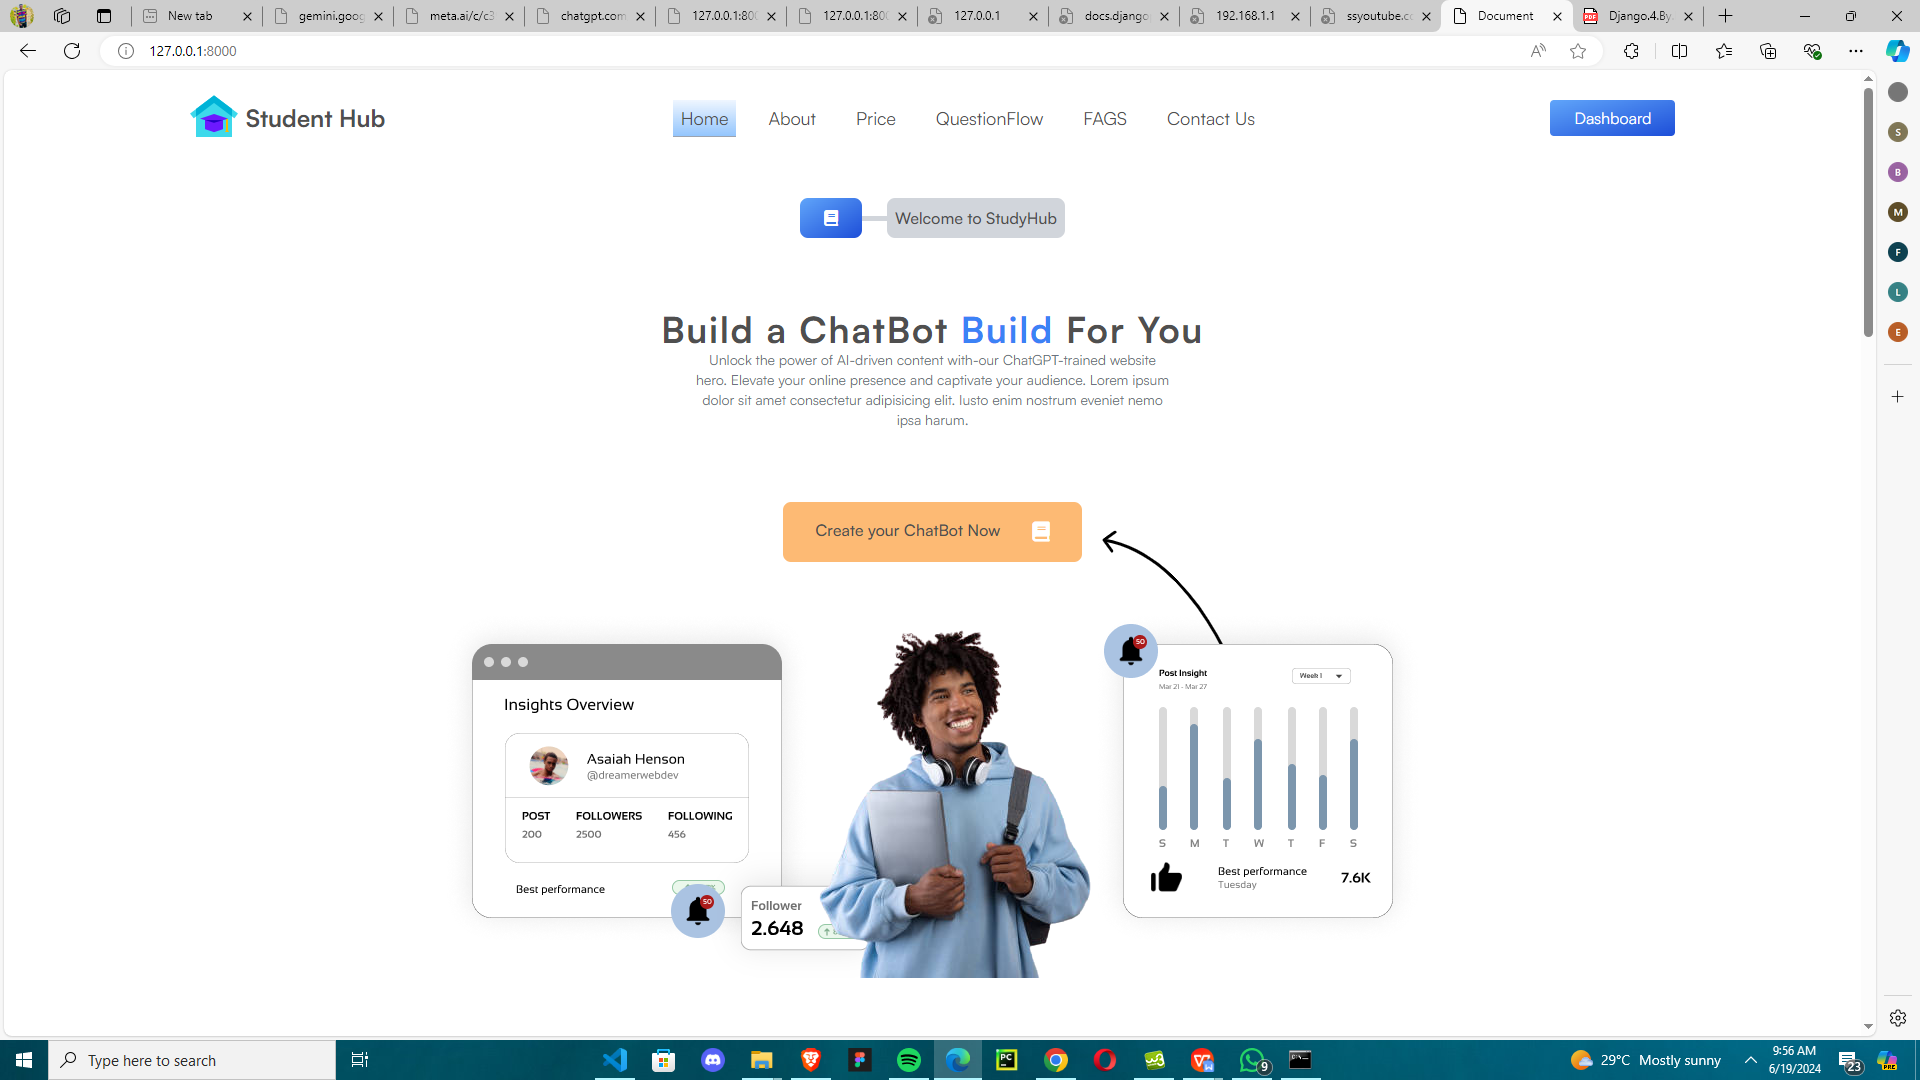 New tab
gemini.goog
meta.ai/c/c3
chatgpt.com
127.0.0.1:800
127.0.0.1:800
127.0.0.1
docs.django
192.168.1.1
ssyoutube.co
Document
Django.4.By
127.0.0.1:8000
Student Hub
Home
About
Price
QuestionFlow
FAGS
Contact Us
Dashboard
Welcome to StudyHub
Build a ChatBot Build For You
Unlock the power of AI-driven content with-our ChatGPT-trained website
hero. Elevate your online presence and captivate your audience. Lorem ipsum
dolor sit amet consectetur adipisicing elit. Iusto enim nostrum eveniet nemo
ipsa harum.
Create your ChatBot Now
Insights Overview
Asaiah Henson
@dreamerwebdev
POST
FOLLOWERS
FOLLOWING
200
2500
456
Best performance
50
Follower
2.648
50
Post Insight
Mar 21 - Mar 27
Week 1
S M T W T F S
Best performance
Tuesday
7.6K
S
B
M
F
L
E
Type here to search
9
29°C Mostly sunny
9:56 AM
6/19/2024
23